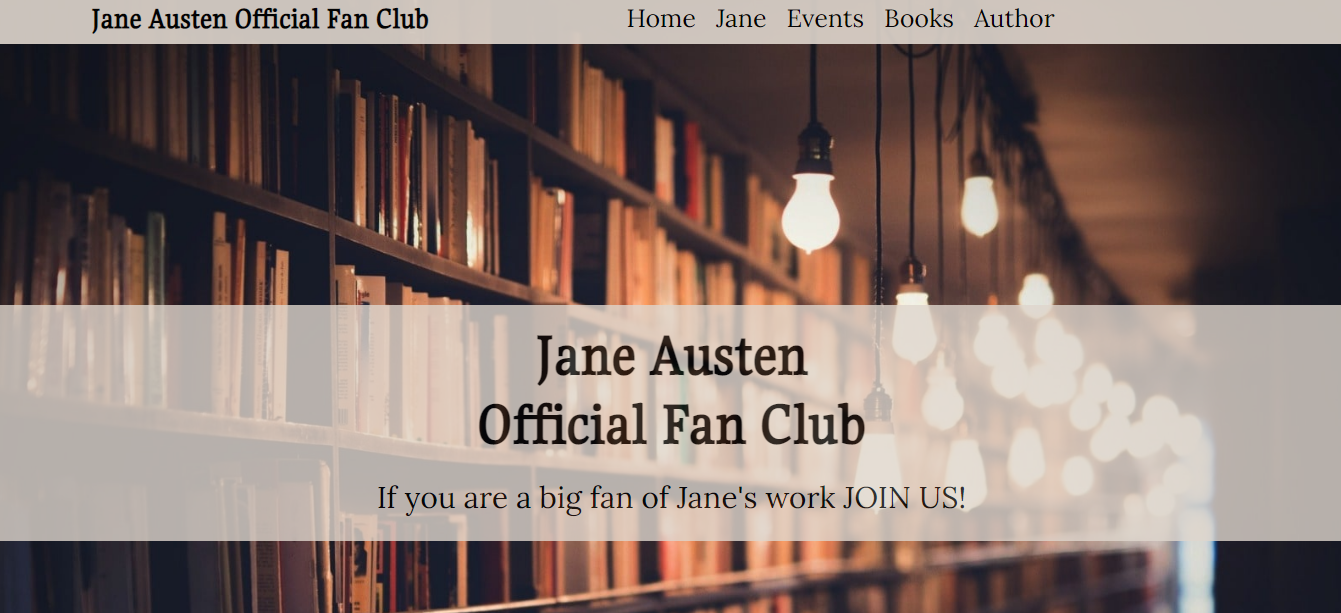 Jane Austen Official Fan Club
Home Jane Events Books Author
Jane Austen
Official Fan Club
If you are a big fan of Jane's work JOIN US!